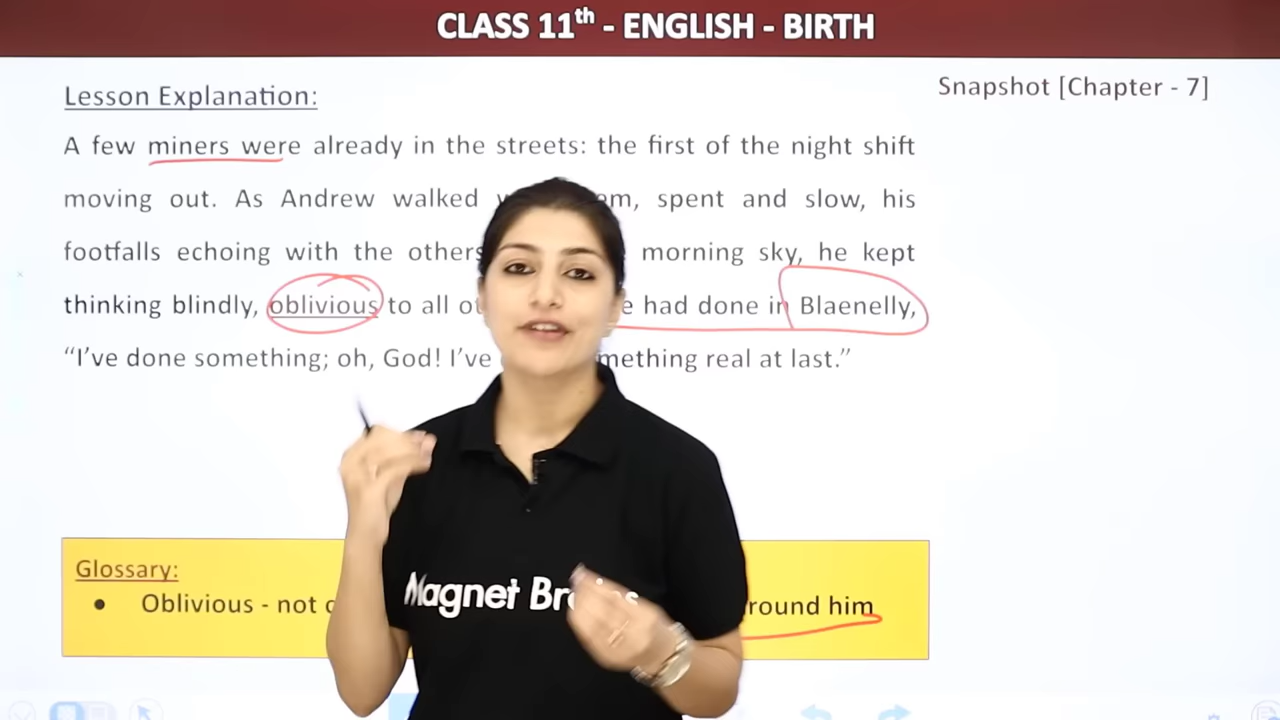 CLASS 11th - ENGLISH - BIRTH
Snapshot [Chapter - 7]
Lesson Explanation:
A few miners were already in the streets: the first of the night shift
moving out. As Andrew walked spent and slow, his
footfalls echoing with the others morning sky, he kept
thinking blindly, oblivious to all had done in Blaenelly,
“I’ve done something; oh, God! I’ve real at last.”
Glossary:
• Oblivious - not him
Magnet